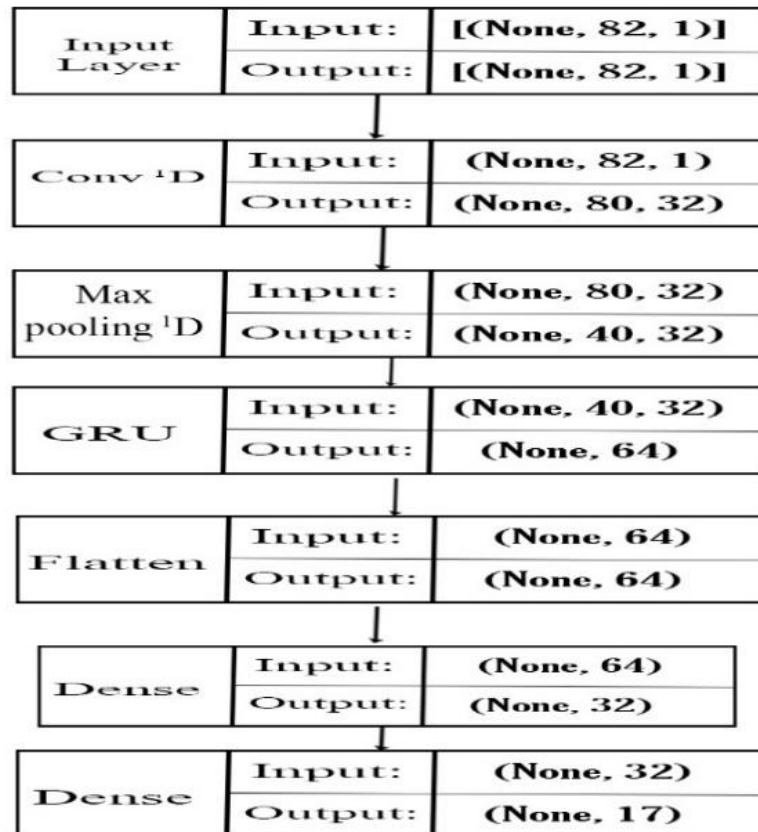 Input Layer
Input: [(None, 82, 1)]
Output: [(None, 82, 1)]
Conv ¹D
Input: (None, 82, 1)
Output: (None, 80, 32)
Max pooling ¹D
Input: (None, 80, 32)
Output: (None, 40, 32)
GRU
Input: (None, 40, 32)
Output: (None, 64)
Flatten
Input: (None, 64)
Output: (None, 64)
Dense
Input: (None, 64)
Output: (None, 32)
Dense
Input: (None, 32)
Output: (None, 17)